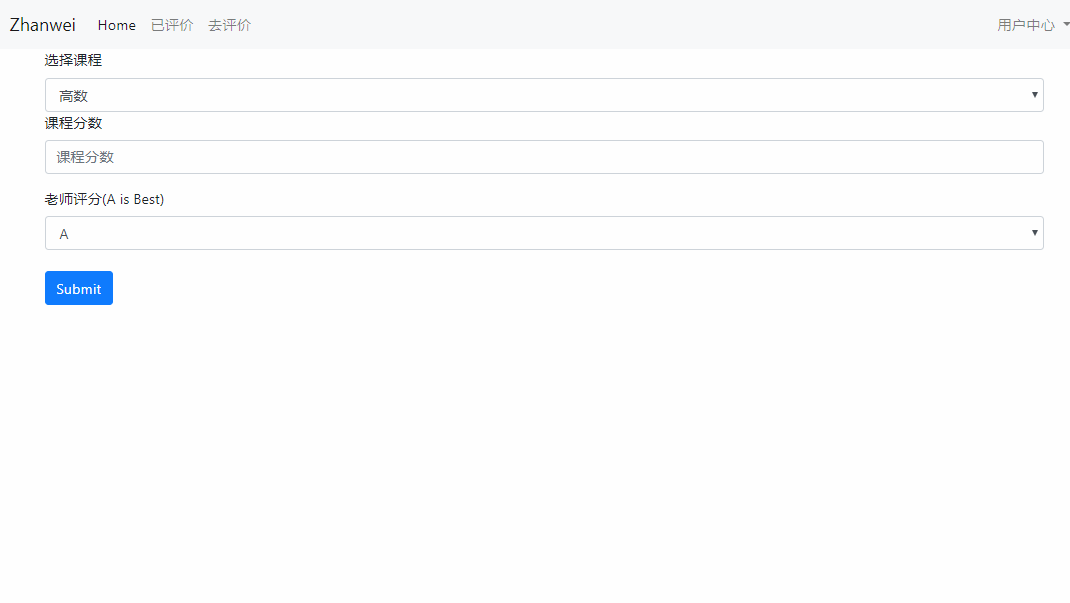 Zhanwei Home 已评价 去评价 用户中心
选择课程
高数
课程分数
课程分数
老师评分(A is Best)
A
Submit